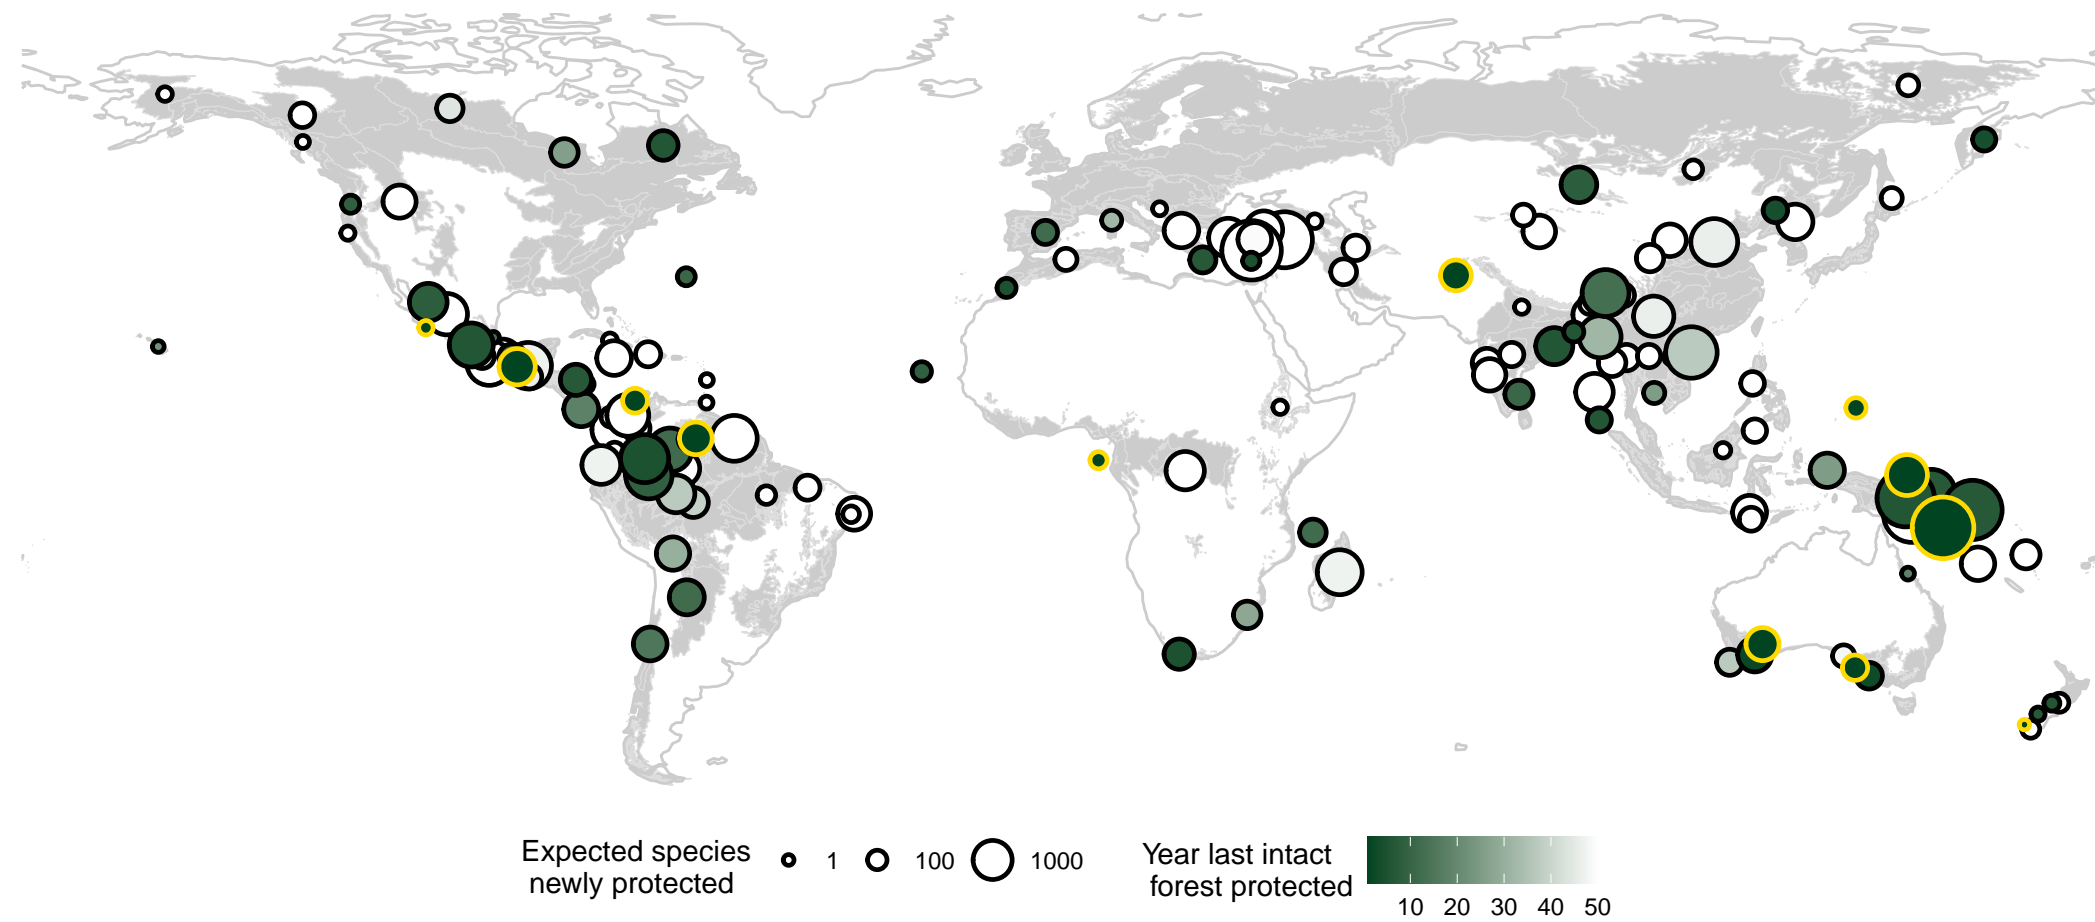 Expected species
newly protected
1
100
1000
Year last intact
forest protected
10 20 30 40 50